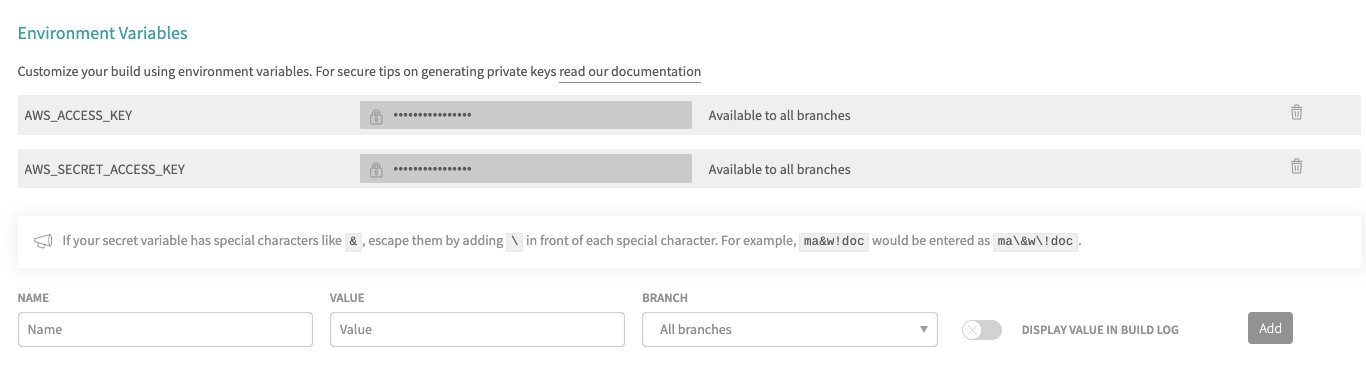 Environment Variables
Customize your build using environment variables. For secure tips on generating private keys read our documentation
AWS_ACCESS_KEY •••••••••••••••• Available to all branches
AWS_SECRET_ACCESS_KEY •••••••••••••••• Available to all branches
If your secret variable has special characters like &, escape them by adding \ in front of each special character. For example, ma&w!doc would be entered as ma\&w\!doc.
NAME VALUE BRANCH
Name Value All branches DISPLAY VALUE IN BUILD LOG Add